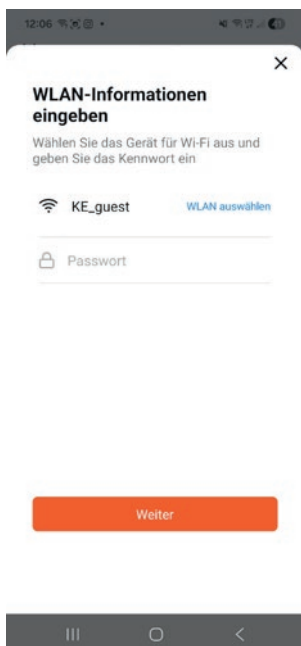 12:06
WLAN-Informationen
eingeben
Wählen Sie das Gerät für Wi-Fi aus und
geben Sie das Kennwort ein
KE_guest WLAN auswählen
Passwort
Weiter